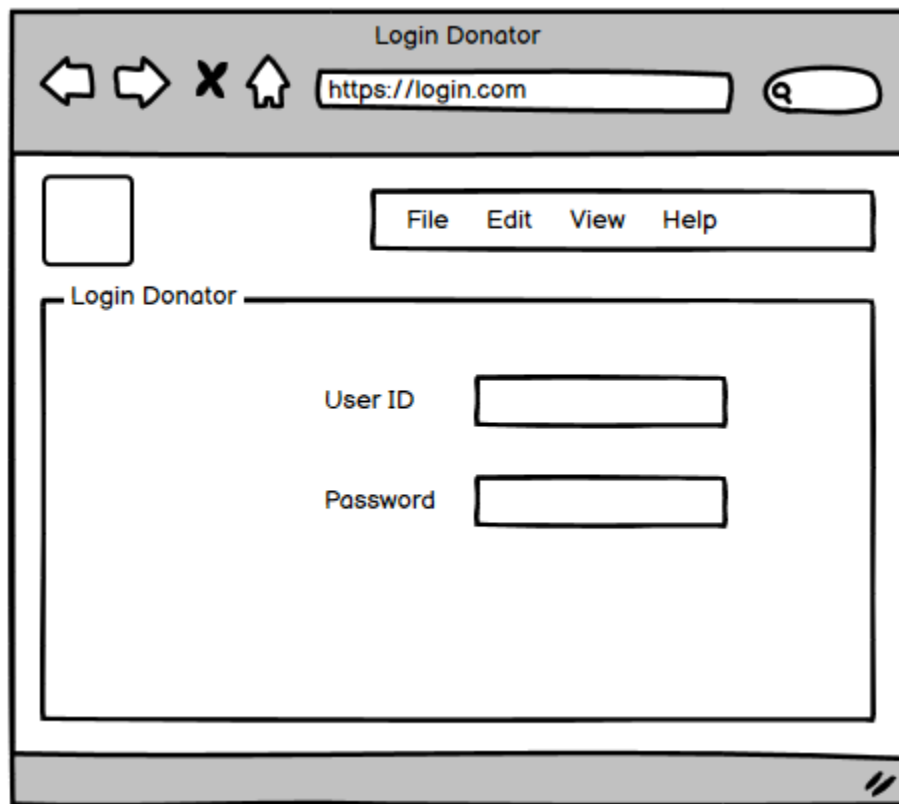 Login Donator
https://login.com
File Edit View Help
Login Donator
User ID
Password